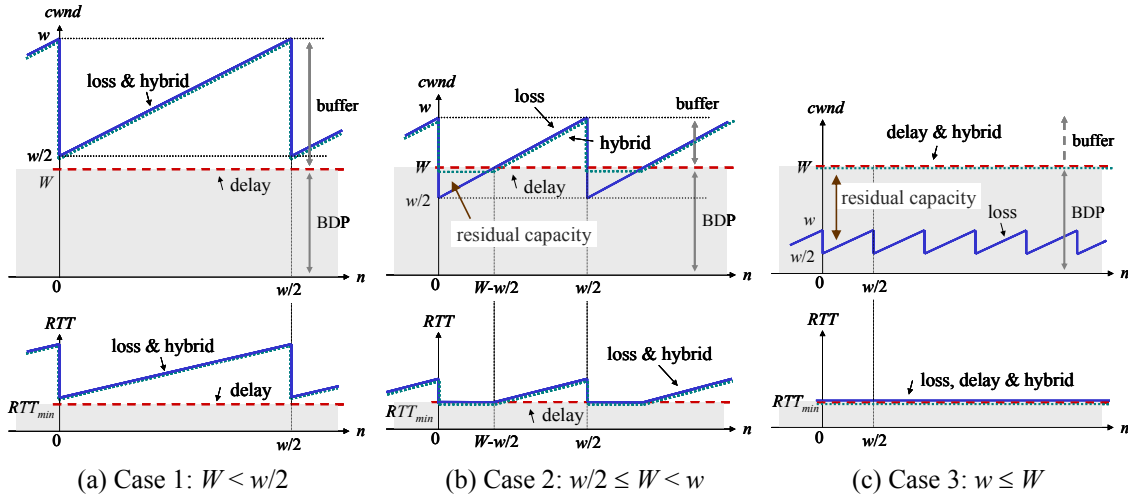 cwnd
w
loss & hybrid
buffer
w/2
W
delay
BDP
0
w/2
n
RTT
loss & hybrid
delay
RTTmin
0
w/2
n
(a) Case 1: W < w/2
cwnd
w
loss
buffer
hybrid
W
delay
w/2
BDP
residual capacity
0
W-w/2
w/2
n
RTT
loss & hybrid
RTTmin
delay
0
W-w/2
w/2
n
(b) Case 2: w/2 ≤ W < w
cwnd
delay & hybrid
buffer
W
residual capacity
w
loss
BDP
w/2
0
w/2
n
RTT
loss, delay & hybrid
RTTmin
0
w/2
n
(c) Case 3: w ≤ W